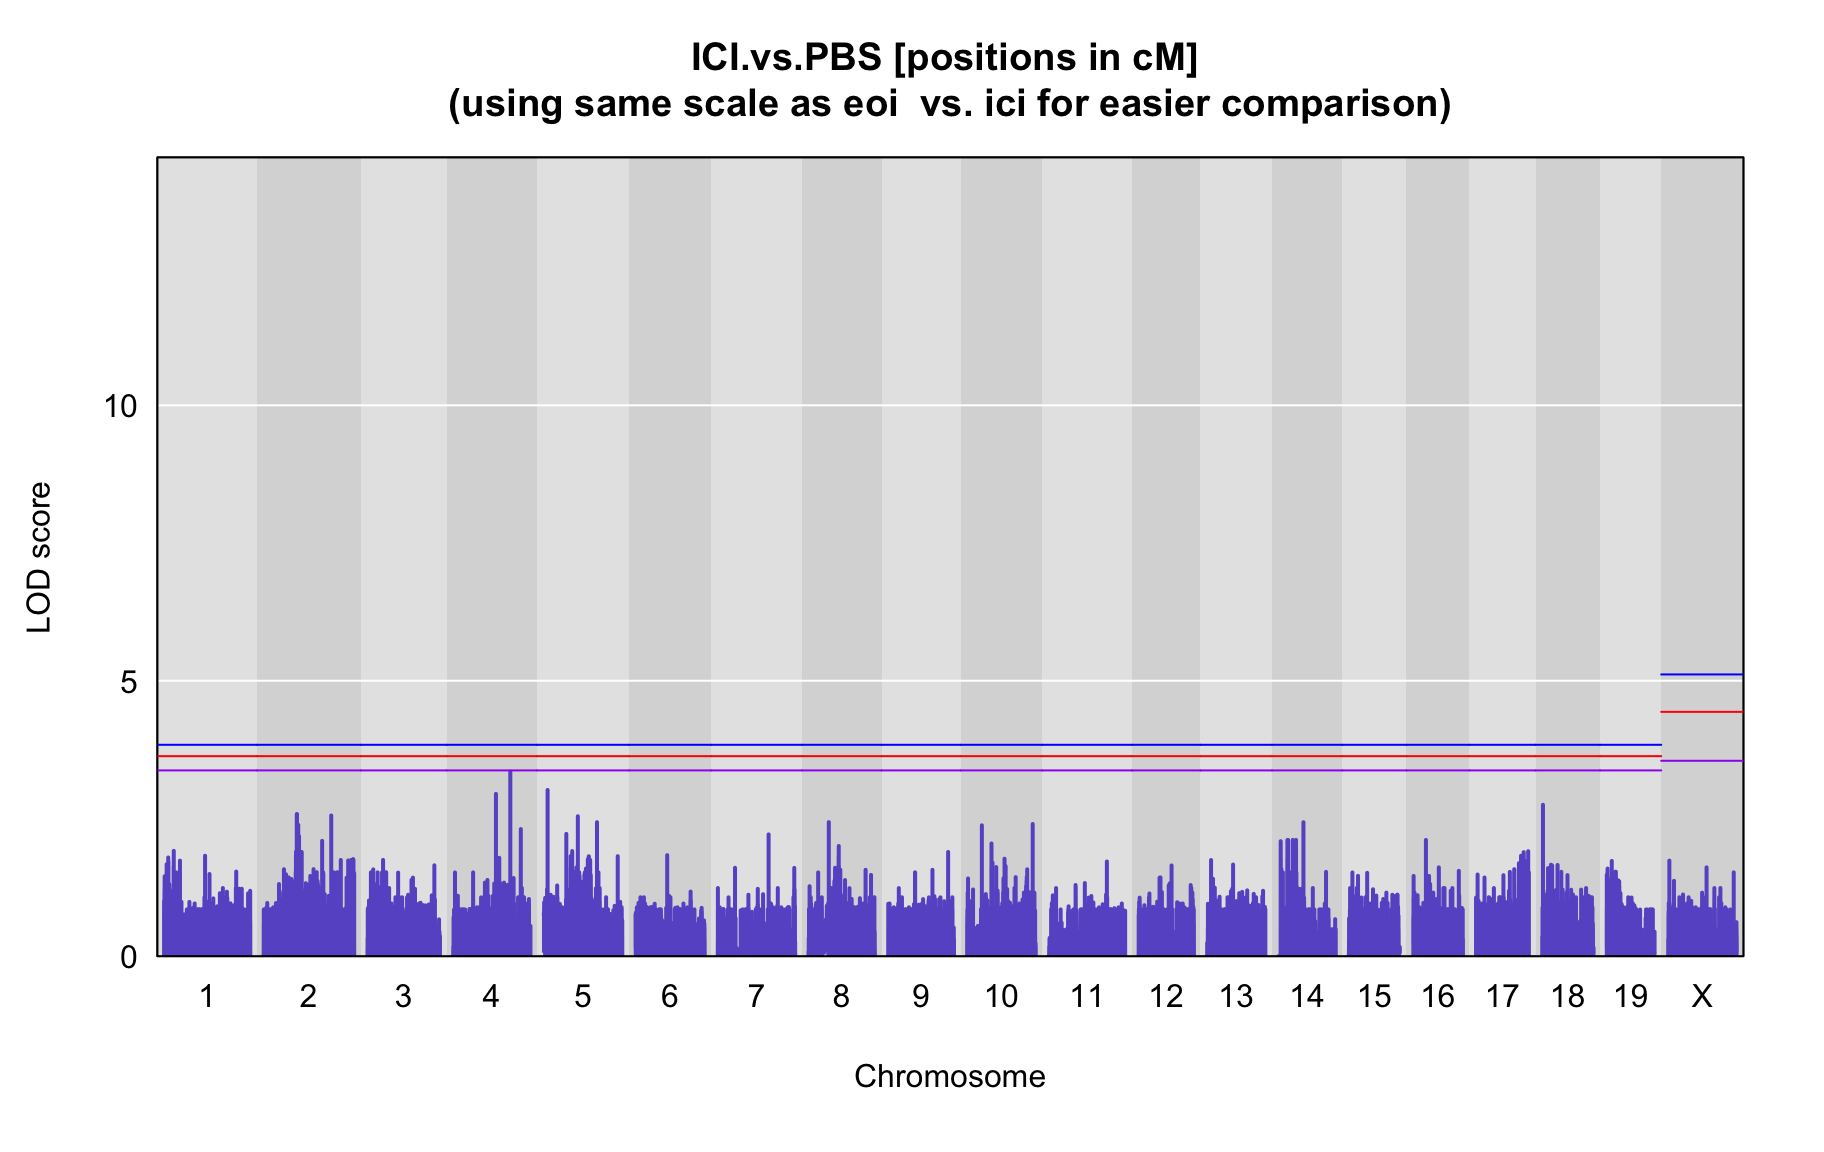 ICI.vs.PBS [positions in cM]
(using same scale as eoi  vs. ici for easier comparison)
LOD score
10
5
0
1 2 3 4 5 6 7 8 9 10 11 12 13 14 15 16 17 18 19 X
Chromosome